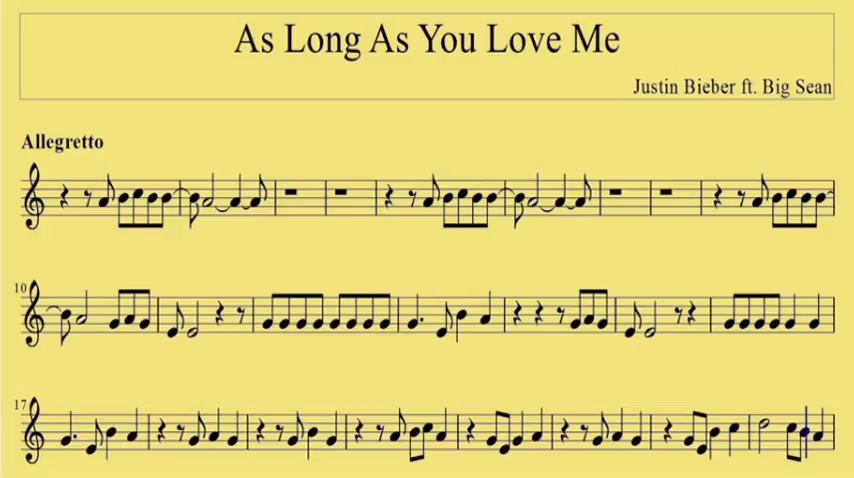 As Long As You Love Me
Justin Bieber ft. Big Sean
Allegretto
10
17